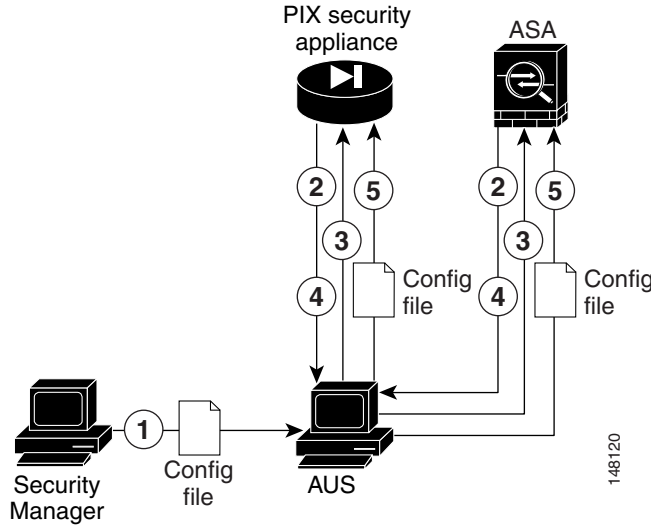 PIX security
appliance
ASA
2
5
2
5
3
3
4
Config
file
4
Config
file
1
Config
file
Security
Manager
AUS
148120